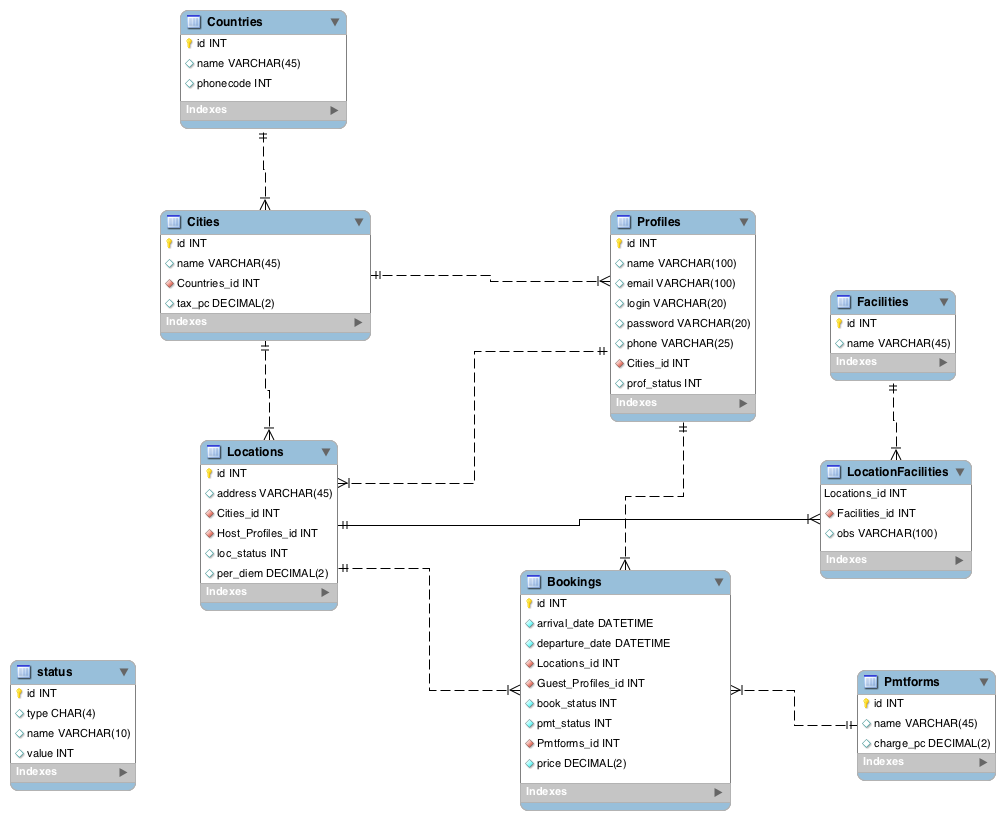 Countries
id INT
name VARCHAR(45)
phonecode INT
Indexes
Cities
id INT
name VARCHAR(45)
Countries_id INT
tax_pc DECIMAL(2)
Indexes
Profiles
id INT
name VARCHAR(100)
email VARCHAR(100)
login VARCHAR(20)
password VARCHAR(20)
phone VARCHAR(25)
Cities_id INT
prof_status INT
Indexes
Facilities
id INT
name VARCHAR(45)
Indexes
Locations
id INT
address VARCHAR(45)
Cities_id INT
Host_Profiles_id INT
loc_status INT
per_diem DECIMAL(2)
Indexes
LocationFacilities
Locations_id INT
Facilities_id INT
obs VARCHAR(100)
Indexes
Bookings
id INT
arrival_date DATETIME
departure_date DATETIME
Locations_id INT
Guest_Profiles_id INT
book_status INT
pmt_status INT
Pmtforms_id INT
price DECIMAL(2)
Indexes
status
id INT
type CHAR(4)
name VARCHAR(10)
value INT
Indexes
Pmtforms
id INT
name VARCHAR(45)
charge_pc DECIMAL(2)
Indexes